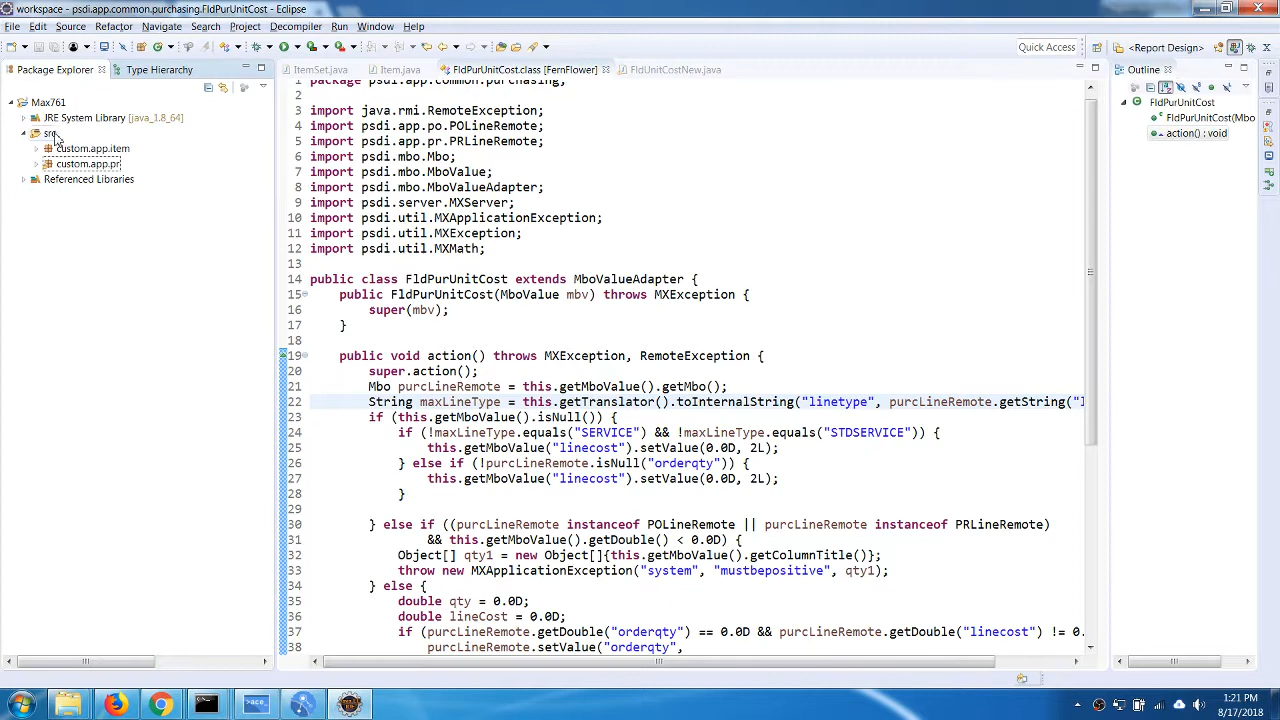 workspace - psdi.app.common.purchasing.FldPurUnitCost - Eclipse
File Edit Source Refactor Navigate Search Project Decompiler Run Window Help
Quick Access
<Report Design>
Package Explorer
Type Hierarchy
ItemSet.java
Item.java
FldPurUnitCost.class [FernFlower]
FldUnitCostNew.java
Outline
Max761
JRE System Library [java_1.8_64]
src
custom.app.item
custom.app.pr
Referenced Libraries
1 package psdi.app.common.purchasing;
2
3 import java.rmi.RemoteException;
4 import psdi.app.po.POLineRemote;
5 import psdi.app.pr.PRLineRemote;
6 import psdi.mbo.Mbo;
7 import psdi.mbo.MboValue;
8 import psdi.mbo.MboValueAdapter;
9 import psdi.server.MXServer;
10 import psdi.util.MXApplicationException;
11 import psdi.util.MXException;
12 import psdi.util.MXMath;
13
14 public class FldPurUnitCost extends MboValueAdapter {
15 public FldPurUnitCost(MboValue mbv) throws MXException {
16 super(mbv);
17 }
18
19 public void action() throws MXException, RemoteException {
20 super.action();
21 Mbo purcLineRemote = this.getMboValue().getMbo();
22 String maxLineType = this.getTranslator().toInternalString("linetype", purcLineRemote.getString("l
23 if (this.getMboValue().isNull()) {
24 if (!maxLineType.equals("SERVICE") && !maxLineType.equals("STDSERVICE")) {
25 this.getMboValue("linecost").setValue(0.0D, 2L);
26 } else if (!purcLineRemote.isNull("orderqty")) {
27 this.getMboValue("linecost").setValue(0.0D, 2L);
28 }
29
30 } else if ((purcLineRemote instanceof POLineRemote || purcLineRemote instanceof PRLineRemote)
31 && this.getMboValue().getDouble() < 0.0D) {
32 Object[] qty1 = new Object[]{this.getMboValue().getColumnTitle()};
33 throw new MXApplicationException("system", "mustbepositive", qty1);
34 } else {
35 double qty = 0.0D;
36 double lineCost = 0.0D;
37 if (purcLineRemote.getDouble("orderqty") == 0.0D && purcLineRemote.getDouble("linecost") != 0.
38 purcLineRemote.setValue("orderqty",
FldPurUnitCost
FldPurUnitCost(Mbo
action() : void
>ace_
1:21 PM
8/17/2018